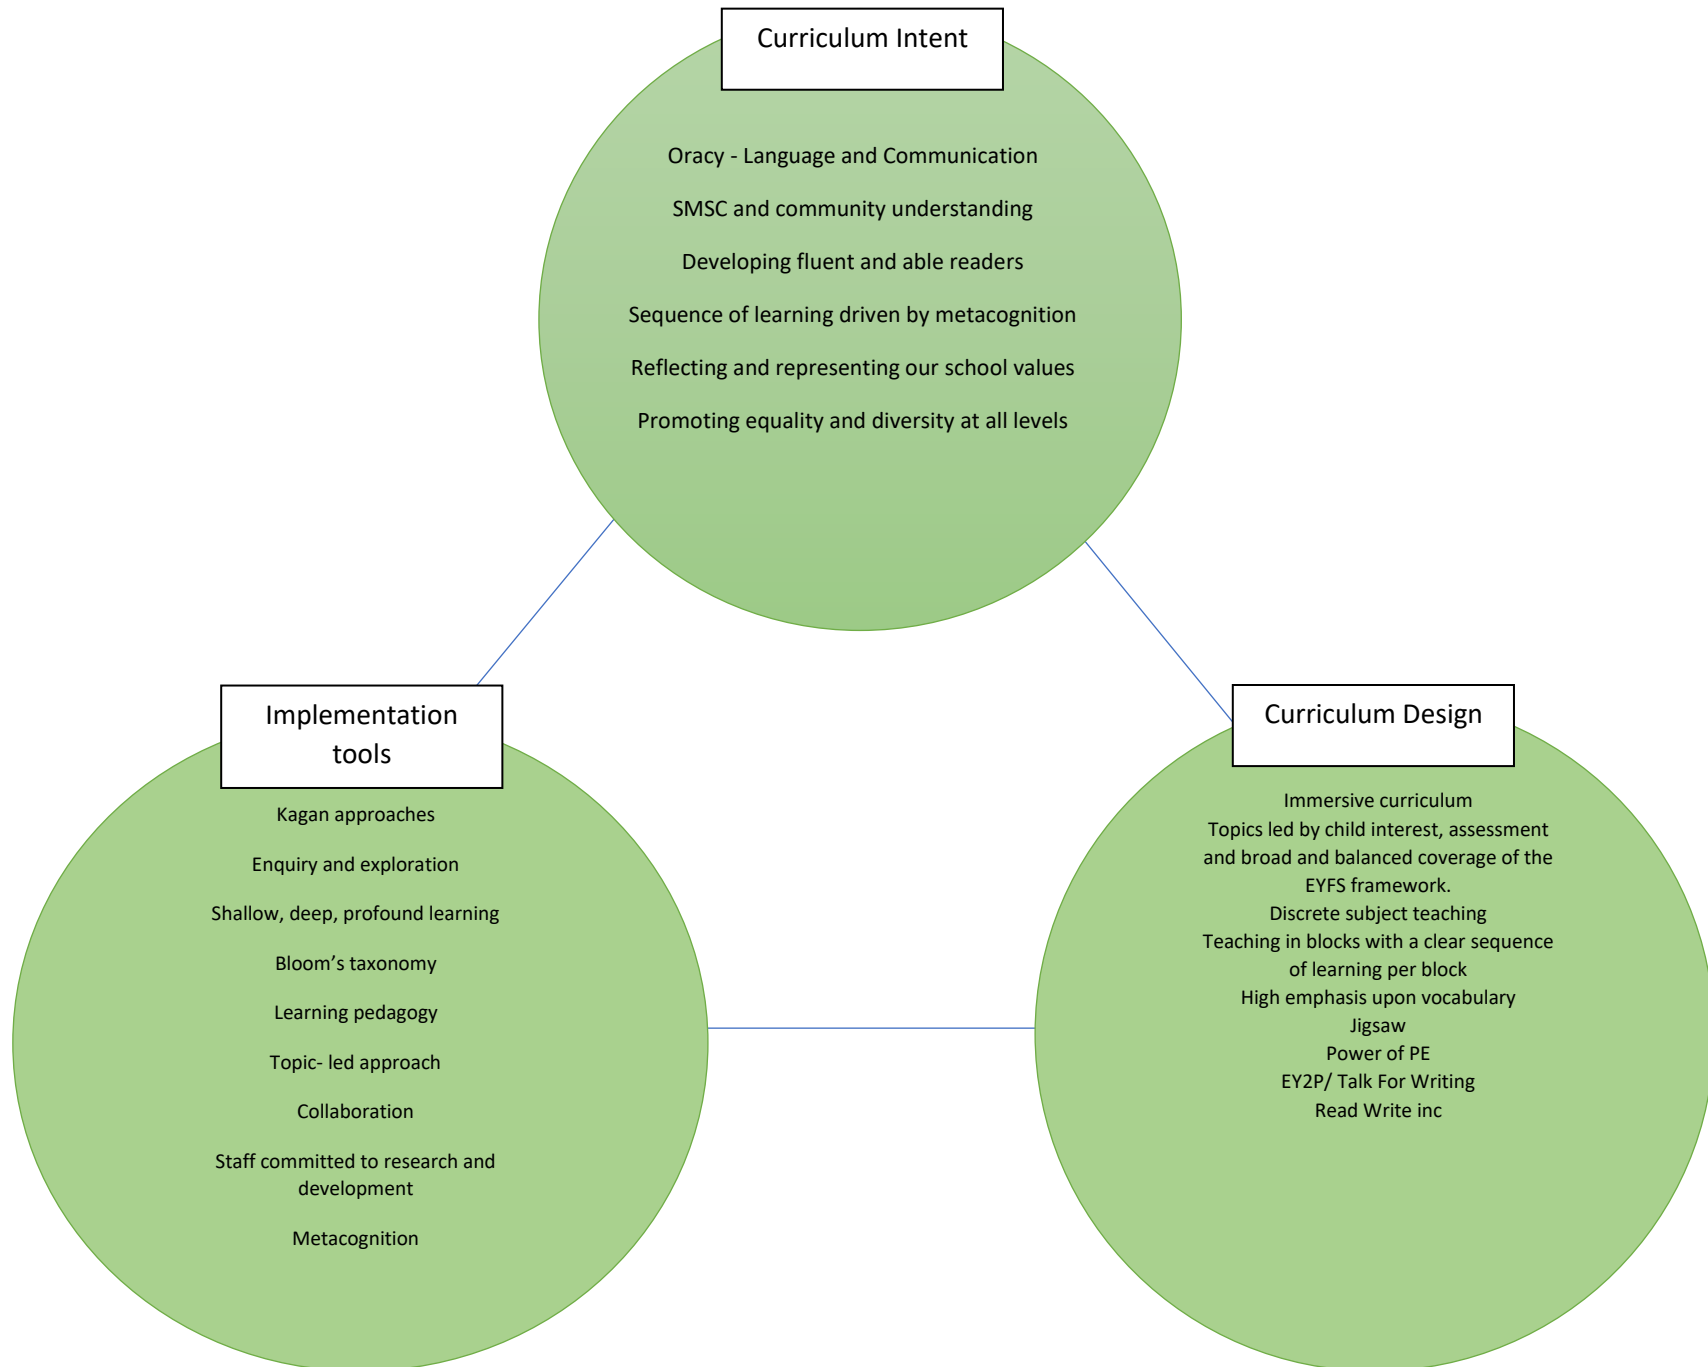 Curriculum Intent
Oracy - Language and Communication
SMSC and community understanding
Developing fluent and able readers
Sequence of learning driven by metacognition
Reflecting and representing our school values
Promoting equality and diversity at all levels
Implementation
tools
Kagan approaches
Enquiry and exploration
Shallow, deep, profound learning
Bloom’s taxonomy
Learning pedagogy
Topic- led approach
Collaboration
Staff committed to research and
development
Metacognition
Curriculum Design
Immersive curriculum
Topics led by child interest, assessment
and broad and balanced coverage of the
EYFS framework.
Discrete subject teaching
Teaching in blocks with a clear sequence
of learning per block
High emphasis upon vocabulary
Jigsaw
Power of PE
EY2P/ Talk For Writing
Read Write inc